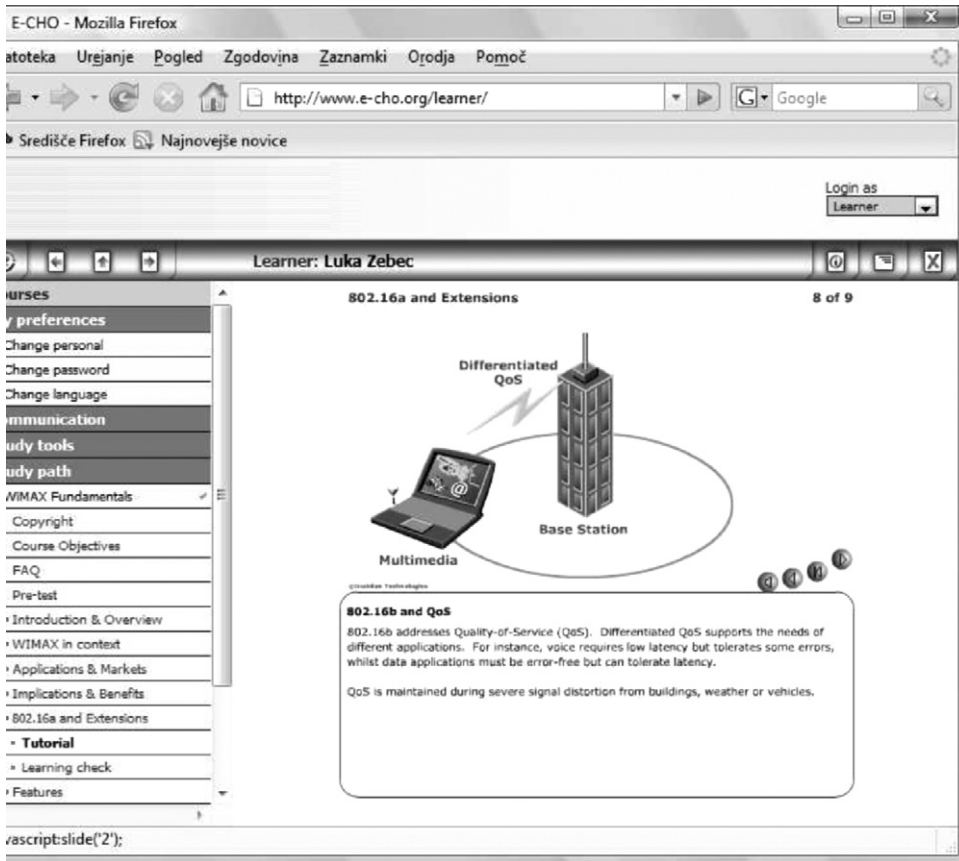 E-CHO - Mozilla Firefox
atoteka Urejanje Pogled Zgodovina Zaznamki Orodja Pomoč
http://www.e-cho.org/learner/ G Google
Središče Firefox Najnovejše novice
Login as
Learner
Learner: Luka Zebec
urses
y preferences
Change personal
Change password
Change language
mmunication
udy tools
udy path
WIMAX Fundamentals
Copyright
Course Objectives
FAQ
Pre-test
Introduction & Overview
WIMAX in context
Applications & Markets
Implications & Benefits
802.16a and Extensions
Tutorial
Learning check
Features
802.16a and Extensions 8 of 9
Differentiated
QoS
Base Station
Multimedia
802.16b and QoS
802.16b addresses Quality-of-Service (QoS). Differentiated QoS supports the needs of
different applications. For instance, voice requires low latency but tolerates some errors,
whilst data applications must be error-free but can tolerate latency.
QoS is maintained during severe signal distortion from buildings, weather or vehicles.
vascript:slide('2');